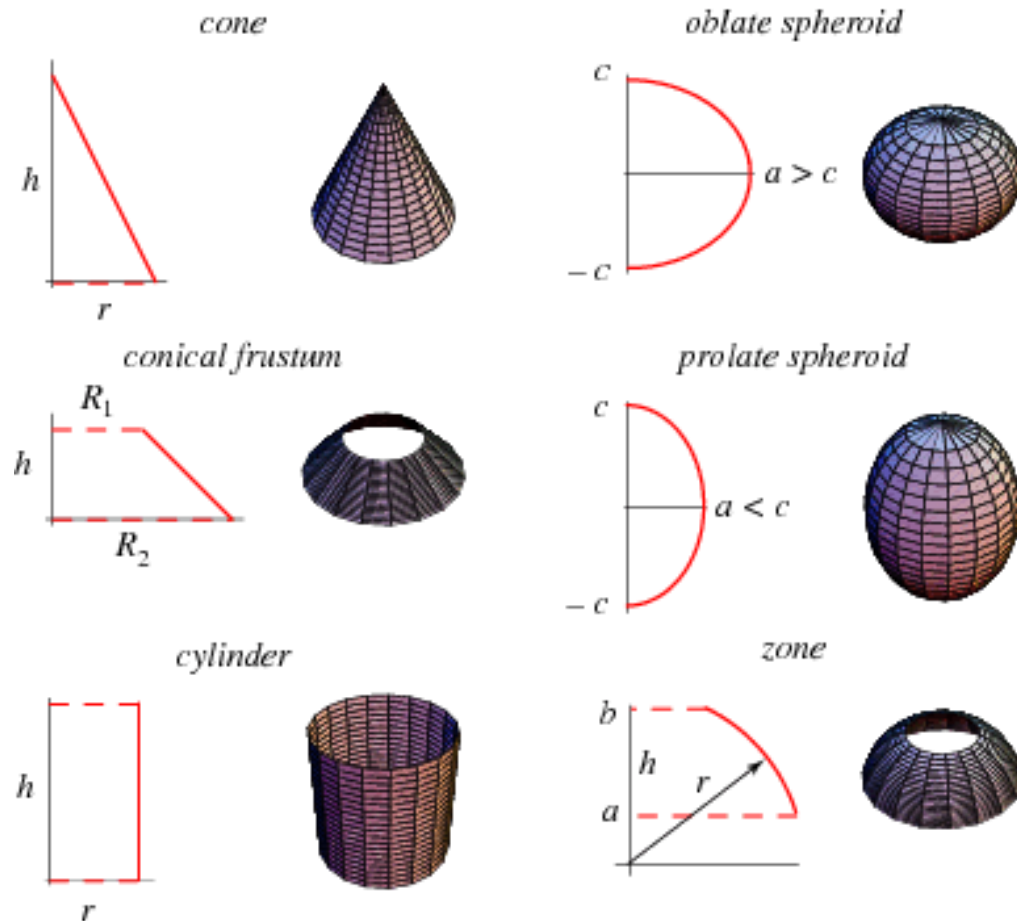 cone
h
r
oblate spheroid
c
a > c
– c
conical frustum
R₁
h
R₂
prolate spheroid
c
a < c
– c
cylinder
h
r
zone
b
h
r
a